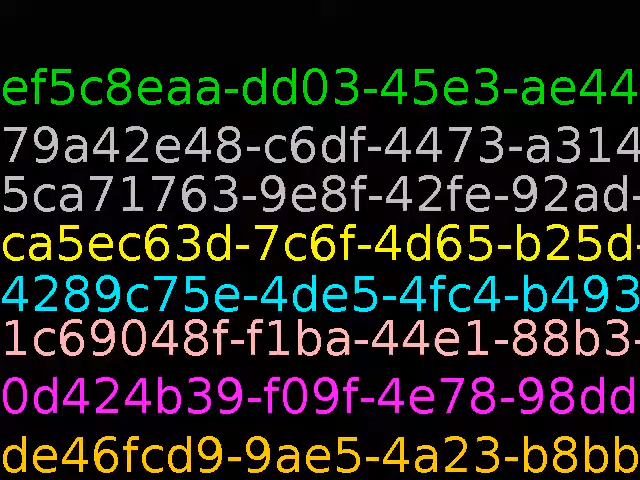 ef5c8eaa-dd03-45e3-ae44
79a42e48-c6df-4473-a314
5ca71763-9e8f-42fe-92ad-
ca5ec63d-7c6f-4d65-b25d-
4289c75e-4de5-4fc4-b493
1c69048f-f1ba-44e1-88b3-
0d424b39-f09f-4e78-98dd
de46fcd9-9ae5-4a23-b8bb